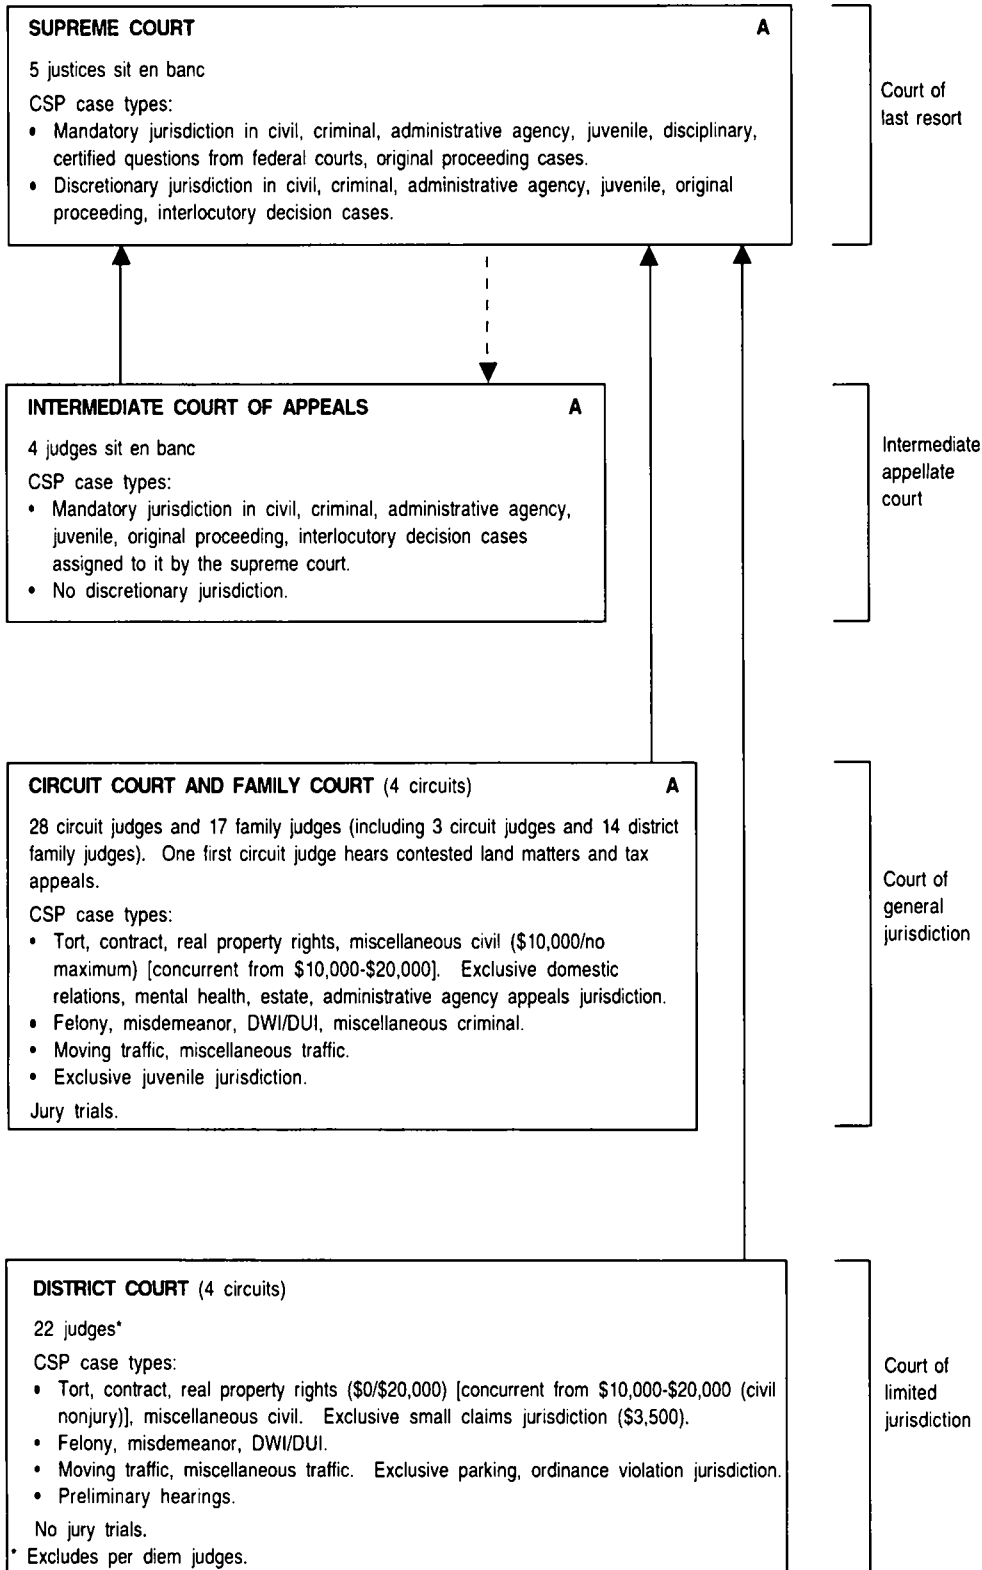 SUPREME COURT A
5 justices sit en banc
CSP case types:
• Mandatory jurisdiction in civil, criminal, administrative agency, juvenile, disciplinary,
certified questions from federal courts, original proceeding cases.
• Discretionary jurisdiction in civil, criminal, administrative agency, juvenile, original
proceeding, interlocutory decision cases.
Court of
last resort
INTERMEDIATE COURT OF APPEALS A
4 judges sit en banc
CSP case types:
• Mandatory jurisdiction in civil, criminal, administrative agency,
juvenile, original proceeding, interlocutory decision cases
assigned to it by the supreme court.
• No discretionary jurisdiction.
Intermediate
appellate
court
CIRCUIT COURT AND FAMILY COURT (4 circuits) A
28 circuit judges and 17 family judges (including 3 circuit judges and 14 district
family judges). One first circuit judge hears contested land matters and tax
appeals.
CSP case types:
• Tort, contract, real property rights, miscellaneous civil ($10,000/no
maximum) [concurrent from $10,000-$20,000]. Exclusive domestic
relations, mental health, estate, administrative agency appeals jurisdiction.
• Felony, misdemeanor, DWI/DUI, miscellaneous criminal.
• Moving traffic, miscellaneous traffic.
• Exclusive juvenile jurisdiction.
Jury trials.
Court of
general
jurisdiction
DISTRICT COURT (4 circuits)
22 judges*
CSP case types:
• Tort, contract, real property rights ($0/$20,000) [concurrent from $10,000-$20,000 (civil
nonjury)], miscellaneous civil. Exclusive small claims jurisdiction ($3,500).
• Felony, misdemeanor, DWI/DUI.
• Moving traffic, miscellaneous traffic. Exclusive parking, ordinance violation jurisdiction.
• Preliminary hearings.
No jury trials.
* Excludes per diem judges.
Court of
limited
jurisdiction